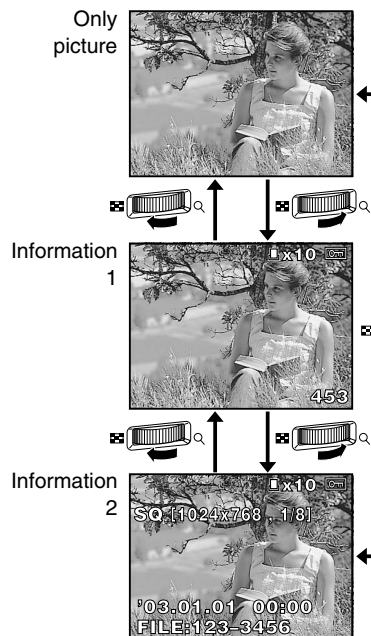 Only
picture
Information
1
x10
453
Information
2
x10
SQ [1024x768 , 1/8]
'03.01.01 00:00
FILE:123–3456